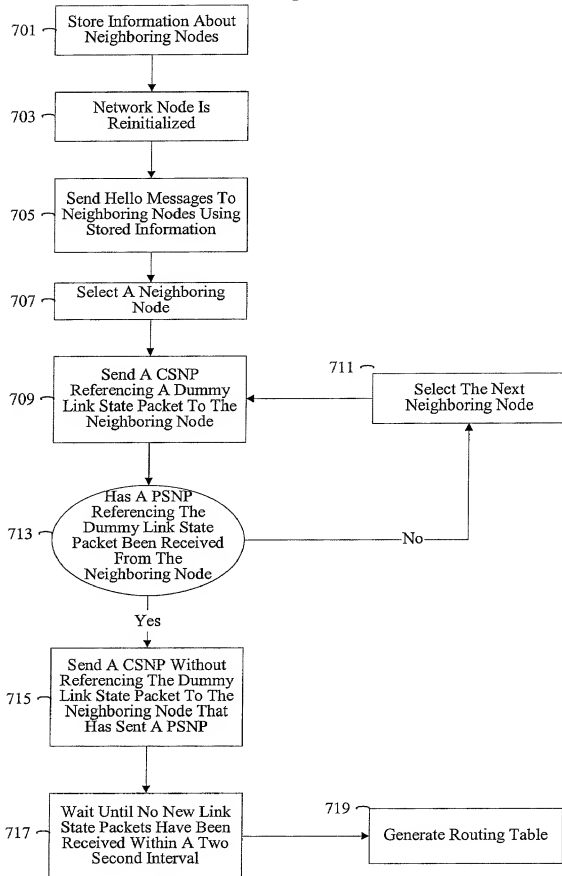 Store Information About
Neighboring Nodes
701
Network Node Is
Reinitialized
703
Send Hello Messages To
Neighboring Nodes Using
Stored Information
705
Select A Neighboring
Node
707
Send A CSNP
Referencing A Dummy
Link State Packet To The
Neighboring Node
709
711
Select The Next
Neighboring Node
Has A PSNP
Referencing The
Dummy Link State
Packet Been Received
From The
Neighboring Node
713
No
Yes
Send A CSNP Without
Referencing The Dummy
Link State Packet To The
Neighboring Node That
Has Sent A PSNP
715
Wait Until No New Link
State Packets Have Been
Received Within A Two
Second Interval
717
719
Generate Routing Table